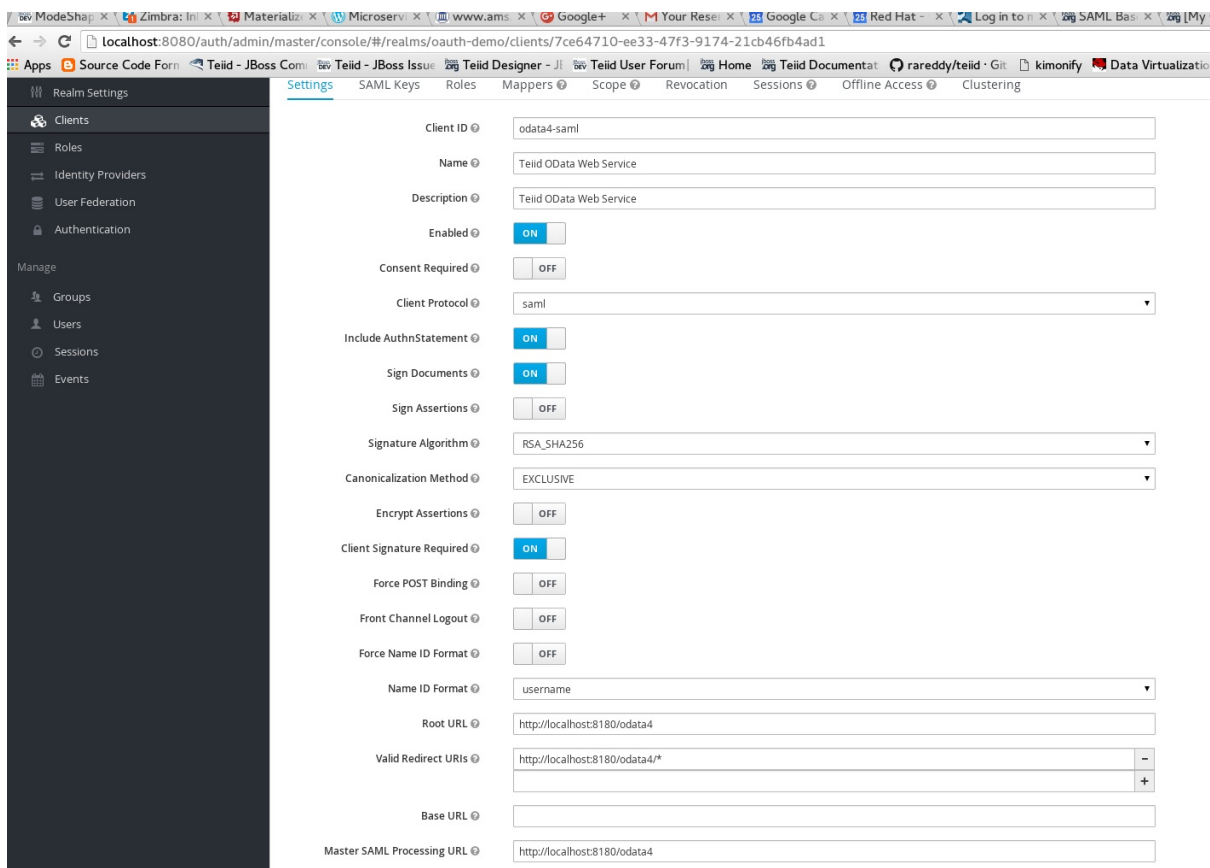 ModeShap × Zimbra: In × Materialize × Microservi × www.ams × Google+ × Your Reser × Google Ca × Red Hat - × Log in to n × SAML Bas × [My
localhost:8080/auth/admin/master/console/#/realms/oauth-demo/clients/7ce64710-ee33-47f3-9174-21cb46fb4ad1
Apps Source Code Form Teiid - JBoss Com Teiid - JBoss Issue Teiid Designer - JB Teiid User Forum Home Teiid Documentat rareddy/teiid · Git kimonify Data Virtualizatio
Realm Settings
Clients
Roles
Identity Providers
User Federation
Authentication
Manage
Groups
Users
Sessions
Events
Settings SAML Keys Roles Mappers Scope Revocation Sessions Offline Access Clustering
Client ID odata4-saml
Name Teiid OData Web Service
Description Teiid OData Web Service
Enabled ON
Consent Required OFF
Client Protocol saml
Include AuthnStatement ON
Sign Documents ON
Sign Assertions OFF
Signature Algorithm RSA_SHA256
Canonicalization Method EXCLUSIVE
Encrypt Assertions OFF
Client Signature Required ON
Force POST Binding OFF
Front Channel Logout OFF
Force Name ID Format OFF
Name ID Format username
Root URL http://localhost:8180/odata4
Valid Redirect URIs http://localhost:8180/odata4/* -
+
Base URL
Master SAML Processing URL http://localhost:8180/odata4